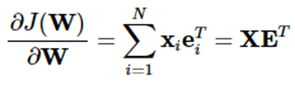 ∂J(𝐖)/∂𝐖 = ∑_{i=1}^{N} 𝐱_i 𝐞_i^T = 𝐗𝐄^T